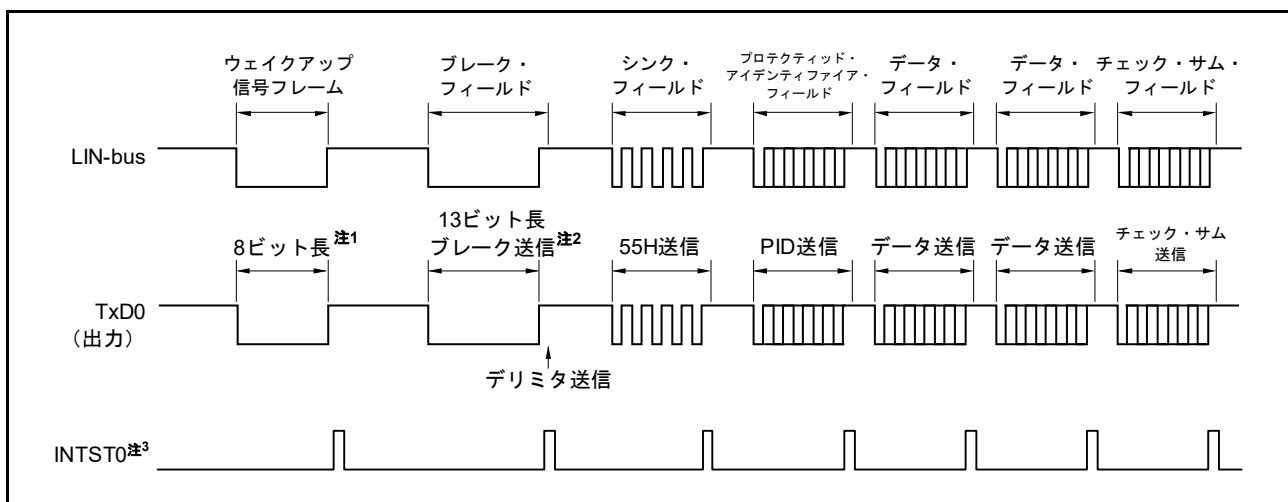 ウェイクアップ
信号フレーム
ブレーク・
フィールド
シンク・
フィールド
プロテクティッド・
アイデンティファイア・
フィールド
データ・
フィールド
データ・
フィールド
チェック・サム・
フィールド
LIN-bus
8ビット長注1
13ビット長
ブレーク送信注2
55H送信
PID送信
データ送信
データ送信
チェック・サム
送信
TxD0
（出力）
デリミタ送信
INTST0注3